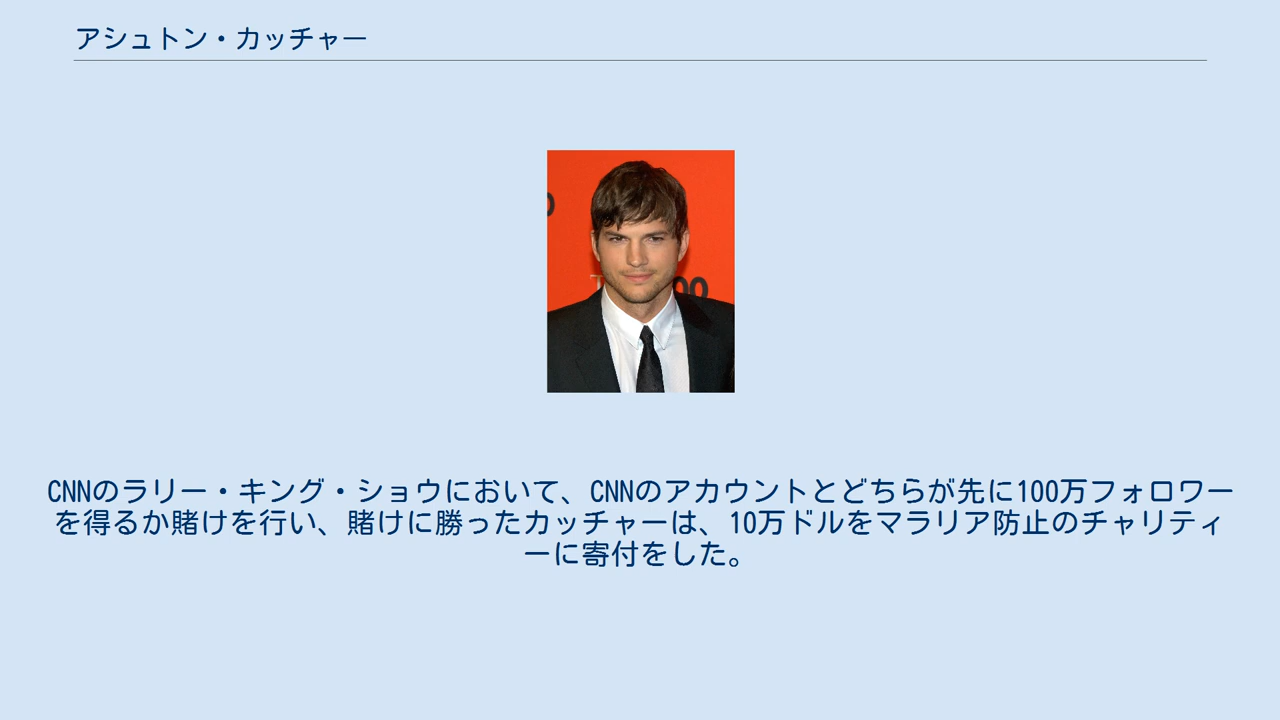 アシュトン・カッチャー
CNNのラリー・キング・ショウにおいて、CNNのアカウントとどちらが先に100万フォロワー
を得るか賭けを行い、賭けに勝ったカッチャーは、10万ドルをマラリア防止のチャリティ
ーに寄付をした。